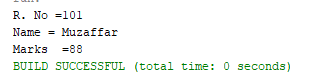 R. No =101
Name = Muzaffar
Marks  =88
BUILD SUCCESSFUL (total time: 0 seconds)